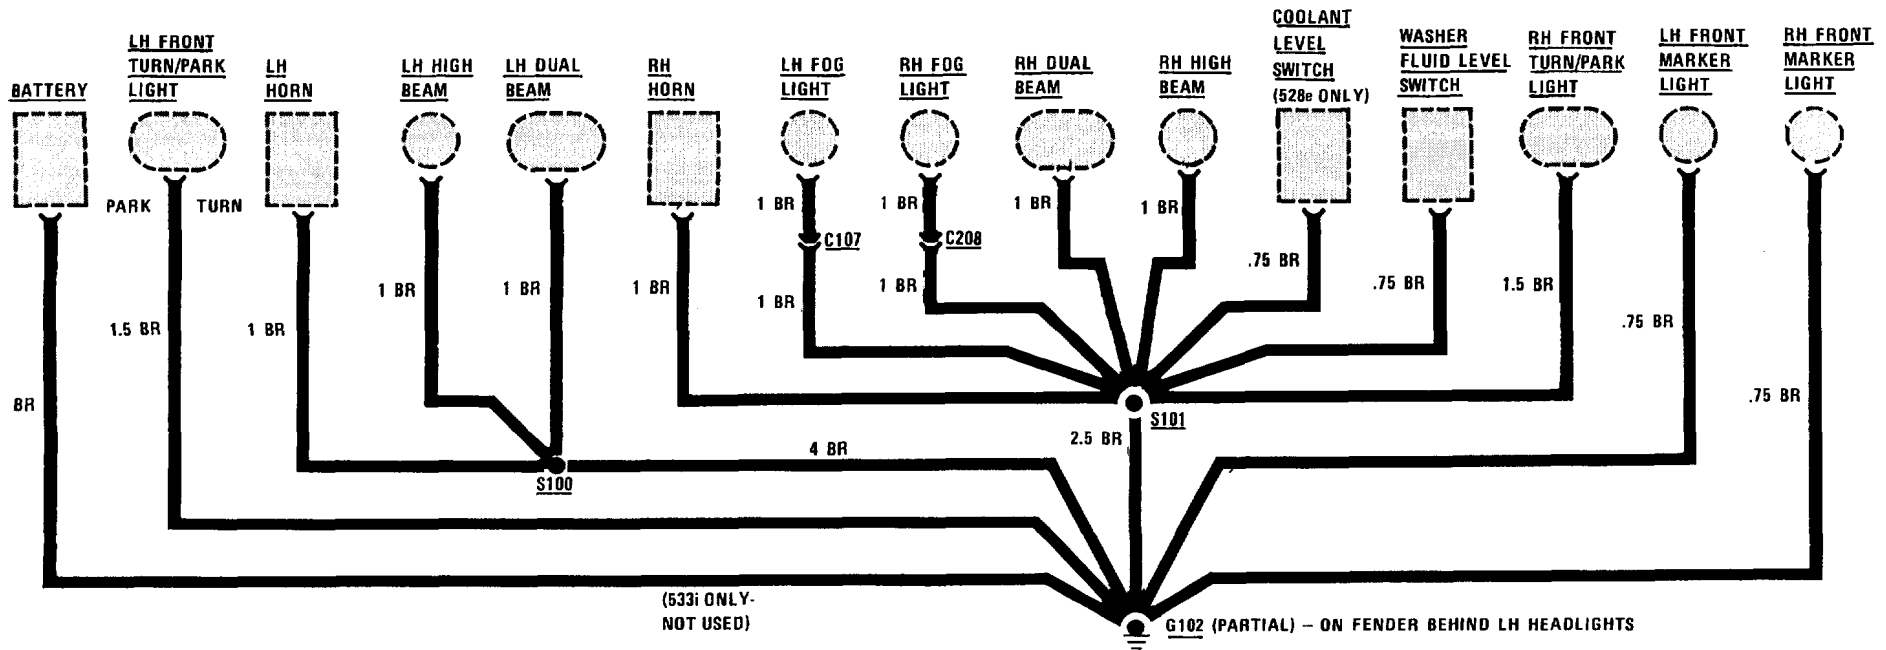 BATTERY
LH FRONT
TURN/PARK
LIGHT
LH
HORN
LH HIGH
BEAM
LH DUAL
BEAM
RH
HORN
LH FOG
LIGHT
RH FOG
LIGHT
RH DUAL
BEAM
RH HIGH
BEAM
COOLANT
LEVEL
SWITCH
(528e ONLY)
WASHER
FLUID LEVEL
SWITCH
RH FRONT
TURN/PARK
LIGHT
LH FRONT
MARKER
LIGHT
RH FRONT
MARKER
LIGHT
PARK
TURN
1 BR
1 BR
1 BR
1 BR
C107
C208
.75 BR
1 BR
1 BR
1 BR
1 BR
1 BR
.75 BR
1.5 BR
1.5 BR
1 BR
.75 BR
BR
.75 BR
S101
2.5 BR
4 BR
S100
(533i ONLY-
NOT USED)
G102 (PARTIAL) – ON FENDER BEHIND LH HEADLIGHTS